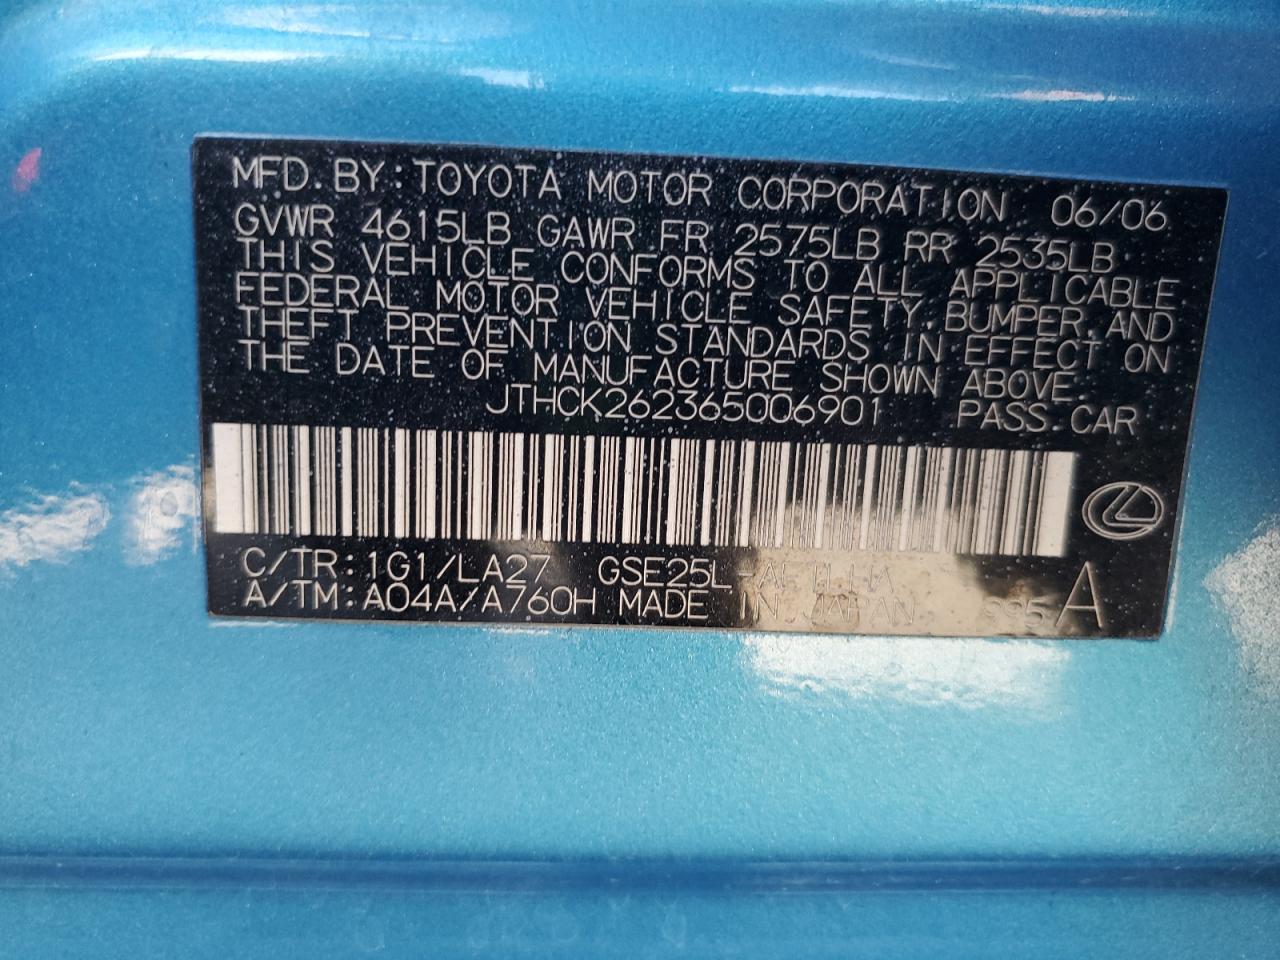 MFD. BY: TOYOTA MOTOR CORPORATION 06/06
GVWR 4615LB GAWR FR 2575LB RR 2535LB
THIS VEHICLE CONFORMS TO ALL APPLICABLE
FEDERAL MOTOR VEHICLE SAFETY, BUMPER, AND
THEFT PREVENTION STANDARDS IN EFFECT ON
THE DATE OF MANUFACTURE SHOWN ABOVE.
JTHCK262365006901 PASS. CAR
C/TR: 1G1/LA27 GSE25L-
A/TM: A04A/A760H MADE IN JAPAN 995 A